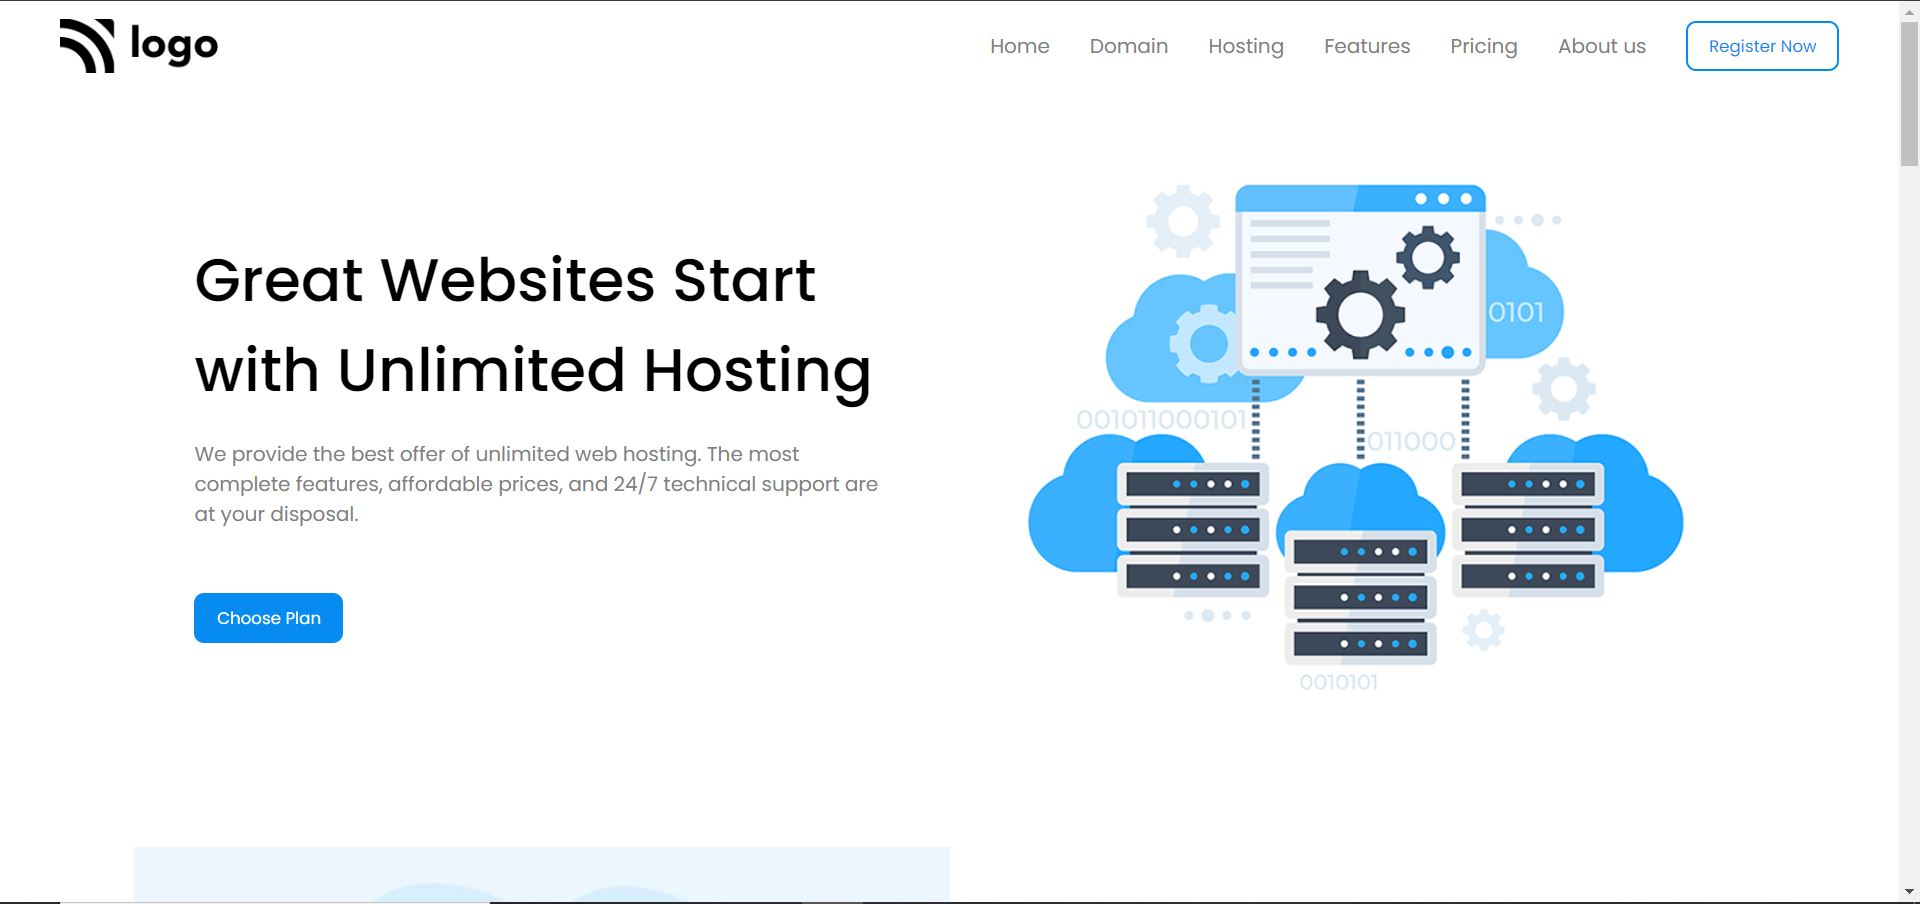 logo
Home Domain Hosting Features Pricing About us Register Now
Great Websites Start
with Unlimited Hosting
We provide the best offer of unlimited web hosting. The most
complete features, affordable prices, and 24/7 technical support are
at your disposal.
Choose Plan
0101
001011000101
011000
0010101